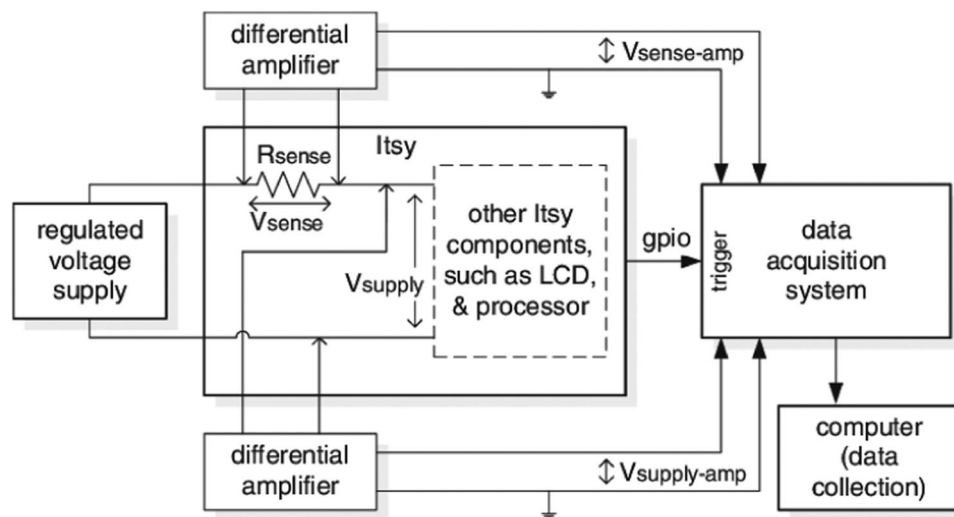 differential
amplifier
Vsense-amp
Itsy
Rsense
Vsense
regulated
voltage
supply
Vsupply
other Itsy
components,
such as LCD,
& processor
gpio
trigger
data
acquisition
system
differential
amplifier
Vsupply-amp
computer
(data
collection)